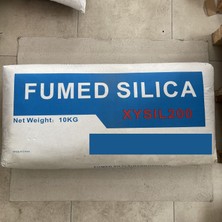 FUMED SILICA
Net Weight: 10KG
XYSIL200